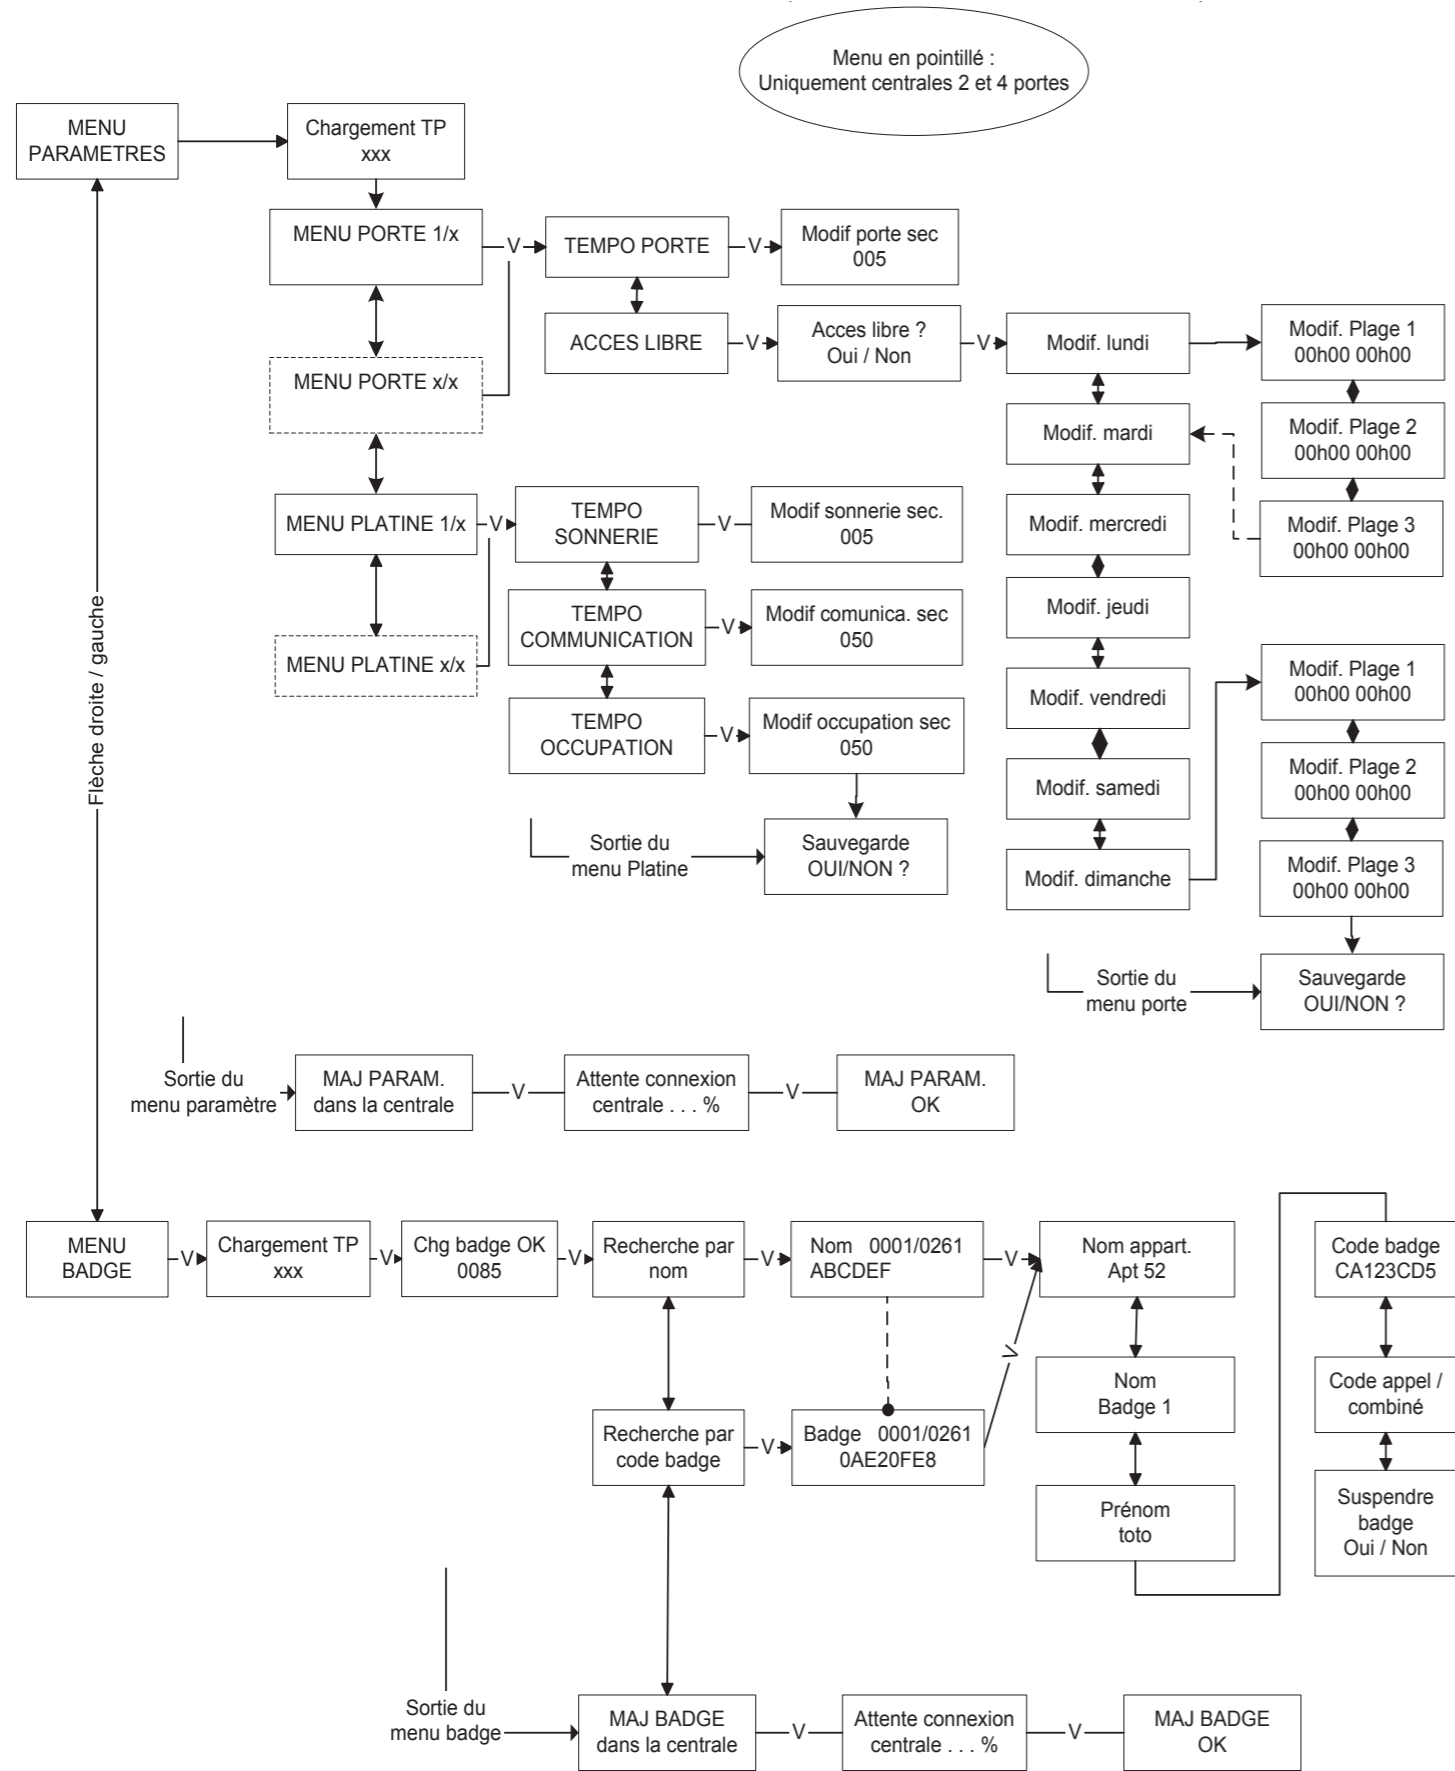 Menu en pointillé :
Uniquement centrales 2 et 4 portes
MENU
PARAMETRES
Chargement TP
xxx
MENU PORTE 1/x
V
TEMPO PORTE
V
Modif porte sec
005
ACCES LIBRE
V
Acces libre ?
Oui / Non
V
Modif. lundi
Modif. Plage 1
00h00 00h00
MENU PORTE x/x
Modif. mardi
Modif. Plage 2
00h00 00h00
MENU PLATINE 1/x
V
TEMPO
SONNERIE
V
Modif sonnerie sec.
005
Modif. mercredi
Modif. Plage 3
00h00 00h00
Modif. jeudi
TEMPO
COMMUNICATION
V
Modif comunica. sec
050
MENU PLATINE x/x
Modif. vendredi
Modif. Plage 1
00h00 00h00
TEMPO
OCCUPATION
V
Modif occupation sec
050
Modif. samedi
Modif. Plage 2
00h00 00h00
Flèche droite / gauche
Sortie du
menu Platine
Sauvegarde
OUI/NON ?
Modif. dimanche
Modif. Plage 3
00h00 00h00
Sortie du
menu porte
Sauvegarde
OUI/NON ?
Sortie du
menu paramètre
MAJ PARAM.
dans la centrale
V
Attente connexion
centrale . . . %
V
MAJ PARAM.
OK
MENU
BADGE
V
Chargement TP
xxx
V
Chg badge OK
0085
V
Recherche par
nom
V
Nom 0001/0261
ABCDEF
V
Nom appart.
Apt 52
Code badge
CA123CD5
V
Nom
Badge 1
Code appel /
combiné
Recherche par
code badge
V
Badge 0001/0261
0AE20FE8
Prénom
toto
Suspendre
badge
Oui / Non
Sortie du
menu badge
MAJ BADGE
dans la centrale
V
Attente connexion
centrale . . . %
V
MAJ BADGE
OK